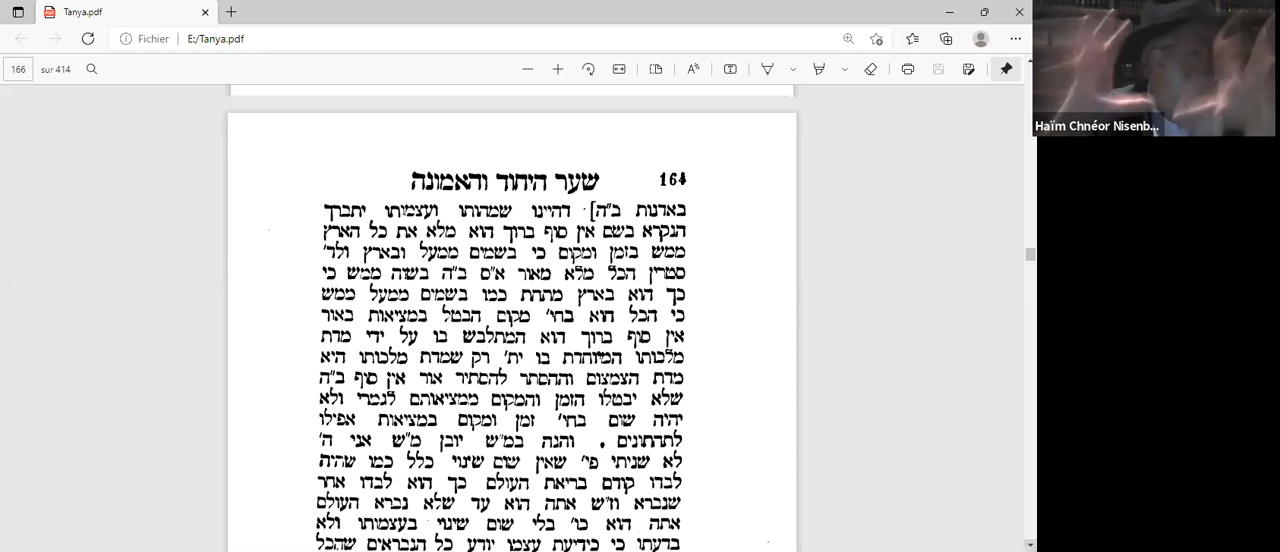 Tanya.pdf
Fichier
E:/Tanya.pdf
166
sur 414
Haïm Chnéor Nisenb...
164
שער היחוד והאמונה
באדנות ב"ה] דהיינו שמהותו ועצמותו יתברך
הנקרא בשם אין סוף ברוך הוא מלא את כל הארץ
ממש בזמן ומקום כי בשמים ממעל ובארץ ולד'
סטרין הכל מלא מאור א"ס ב"ה בשוה ממש כי
כך הוא בארץ מתחת כמו בשמים ממעל ממש
כי הכל הוא בחי' מקום הבטל במציאות באור
אין סוף ברוך הוא המתלבש בו על ידי מדת
מלכותו המיוחדת בו ית' רק שמדת מלכותו היא
מדת הצמצום וההסתר להסתיר אור אין סוף ב"ה
שלא יבטלו הזמן והמקום ממציאותם לגמרי ולא
יהיה שום בחי' זמן ומקום במציאות אפילו
לתחתונים . והנה במ"ש יובן מ"ש אני ה'
לא שניתי פי' שאין שום שינוי כלל כמו שהיה
לבדו קודם בריאת העולם כך הוא לבדו אחר
שנברא וז"ש אתה הוא עד שלא נברא העולם
אתה הוא כו' בלי שום שינוי בעצמותו ולא
בדעתו כי בידיעת עצמו יודע כל הנבראים שהכל